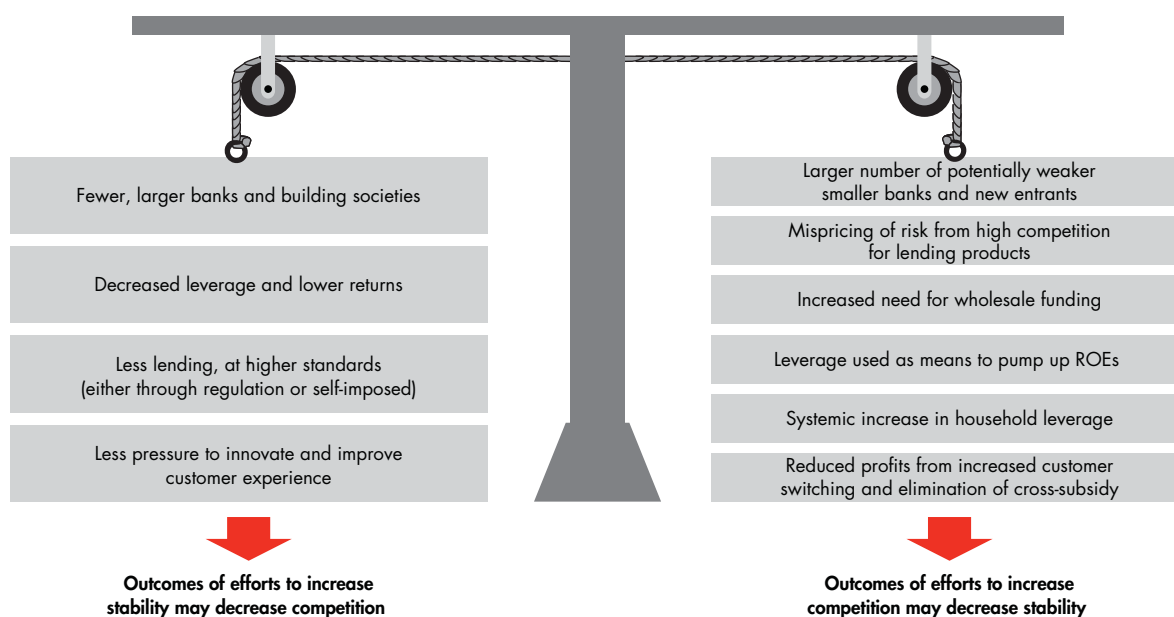 Fewer, larger banks and building societies
Decreased leverage and lower returns
Less lending, at higher standards
(either through regulation or self-imposed)
Less pressure to innovate and improve
customer experience
Outcomes of efforts to increase
stability may decrease competition
Larger number of potentially weaker
smaller banks and new entrants
Mispricing of risk from high competition
for lending products
Increased need for wholesale funding
Leverage used as means to pump up ROEs
Systemic increase in household leverage
Reduced profits from increased customer
switching and elimination of cross-subsidy
Outcomes of efforts to increase
competition may decrease stability